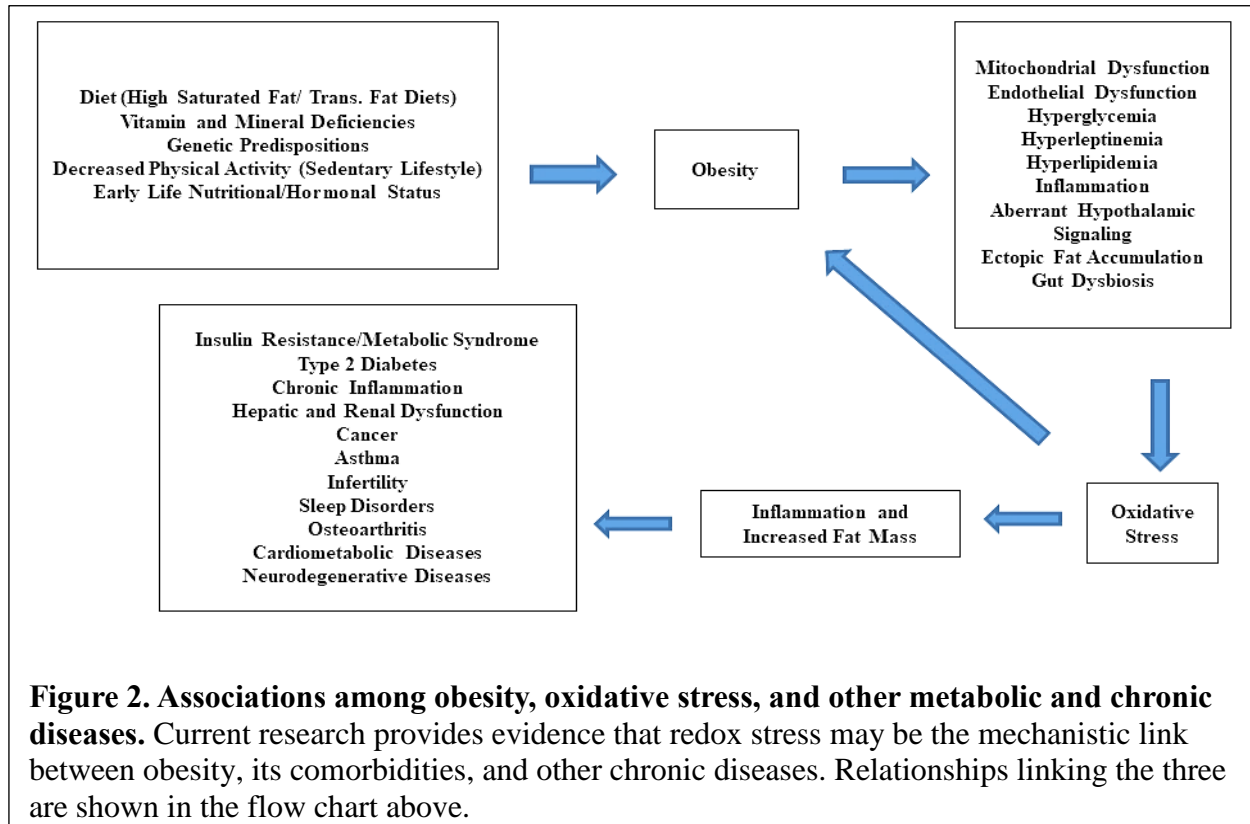 Diet (High Saturated Fat/ Trans. Fat Diets)
Vitamin and Mineral Deficiencies
Genetic Predispositions
Decreased Physical Activity (Sedentary Lifestyle)
Early Life Nutritional/Hormonal Status
Obesity
Mitochondrial Dysfunction
Endothelial Dysfunction
Hyperglycemia
Hyperleptinemia
Hyperlipidemia
Inflammation
Aberrant Hypothalamic
Signaling
Ectopic Fat Accumulation
Gut Dysbiosis
Oxidative
Stress
Inflammation and
Increased Fat Mass
Insulin Resistance/Metabolic Syndrome
Type 2 Diabetes
Chronic Inflammation
Hepatic and Renal Dysfunction
Cancer
Asthma
Infertility
Sleep Disorders
Osteoarthritis
Cardiometabolic Diseases
Neurodegenerative Diseases
Figure 2. Associations among obesity, oxidative stress, and other metabolic and chronic
diseases. Current research provides evidence that redox stress may be the mechanistic link
between obesity, its comorbidities, and other chronic diseases. Relationships linking the three
are shown in the flow chart above.